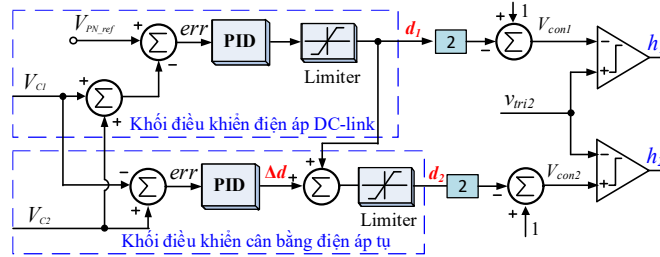 V_PN_ref
err
PID
Limiter
d₁
2
1
V_con1
h
V_C1
Khối điều khiển điện áp DC-link
v_tri2
err
PID
Δd
Limiter
d₂
2
1
V_con2
h
V_C2
Khối điều khiển cân bằng điện áp tụ